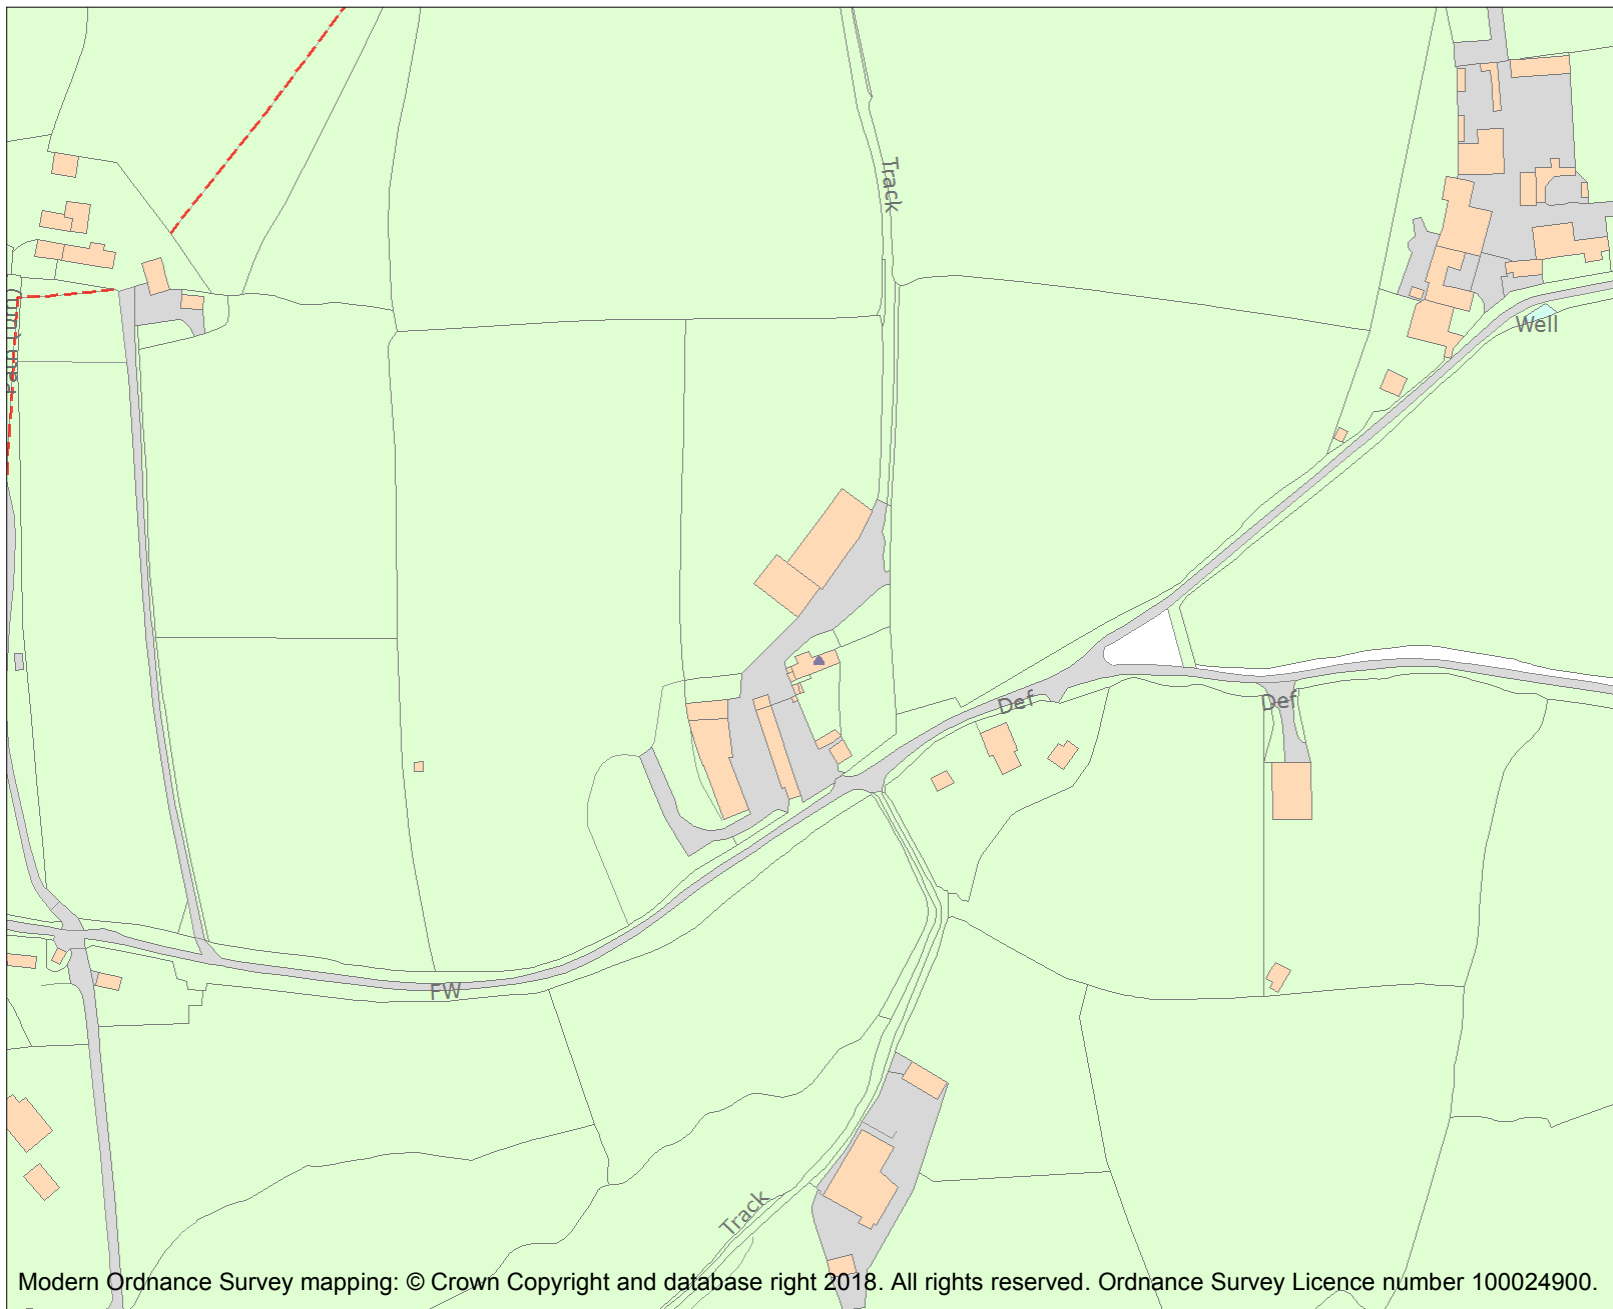 Track
Well
Def
Def
FW
Track
Modern Ordnance Survey mapping: © Crown Copyright and database right 2018. All rights reserved. Ordnance Survey Licence number 100024900.